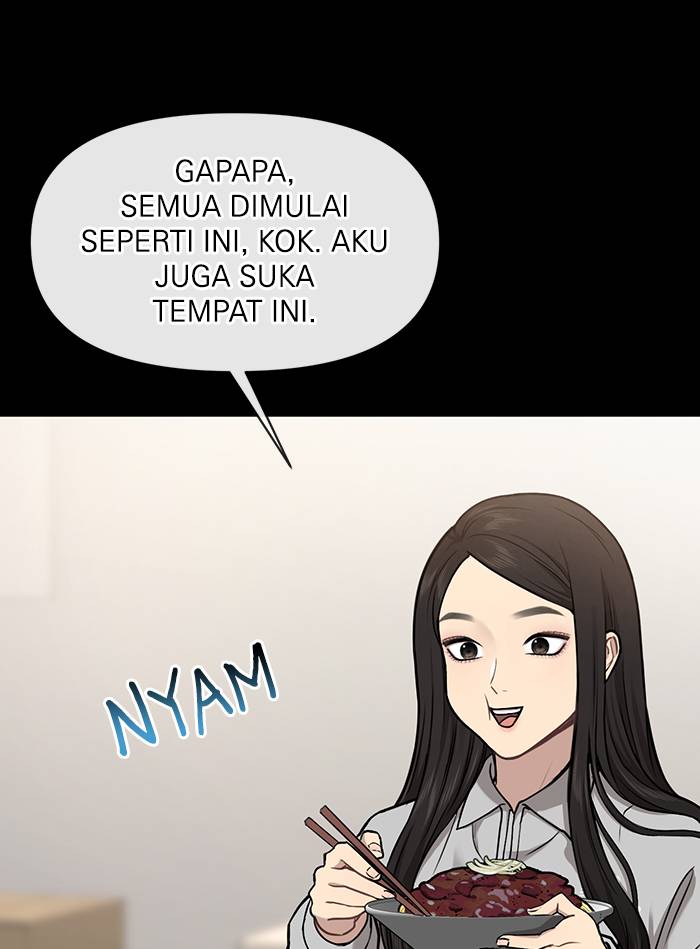 GAPAPA,
SEMUA DIMULAI
SEPERTI INI, KOK. AKU
JUGA SUKA
TEMPAT INI.
NYAM